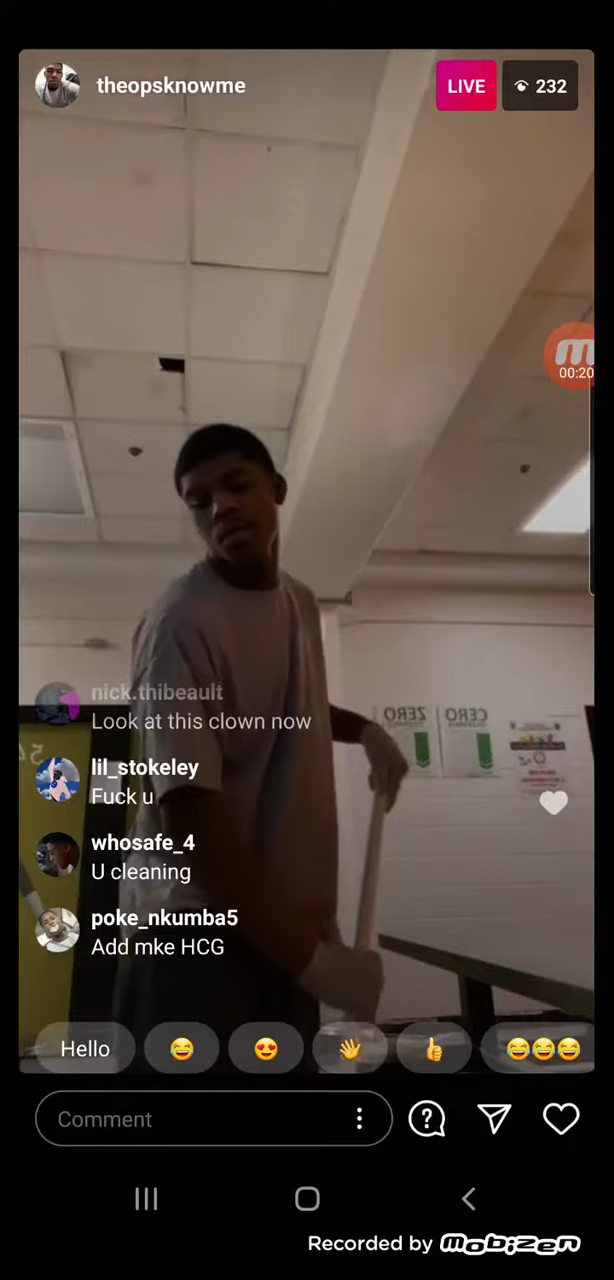 theopsknowme
LIVE
232
00:20
ZERO
CERO
nick.thibeault
Look at this clown now
lil_stokeley
Fuck u
whosafe_4
U cleaning
poke_nkumba5
Add mke HCG
Hello
Comment
Recorded by mobizen